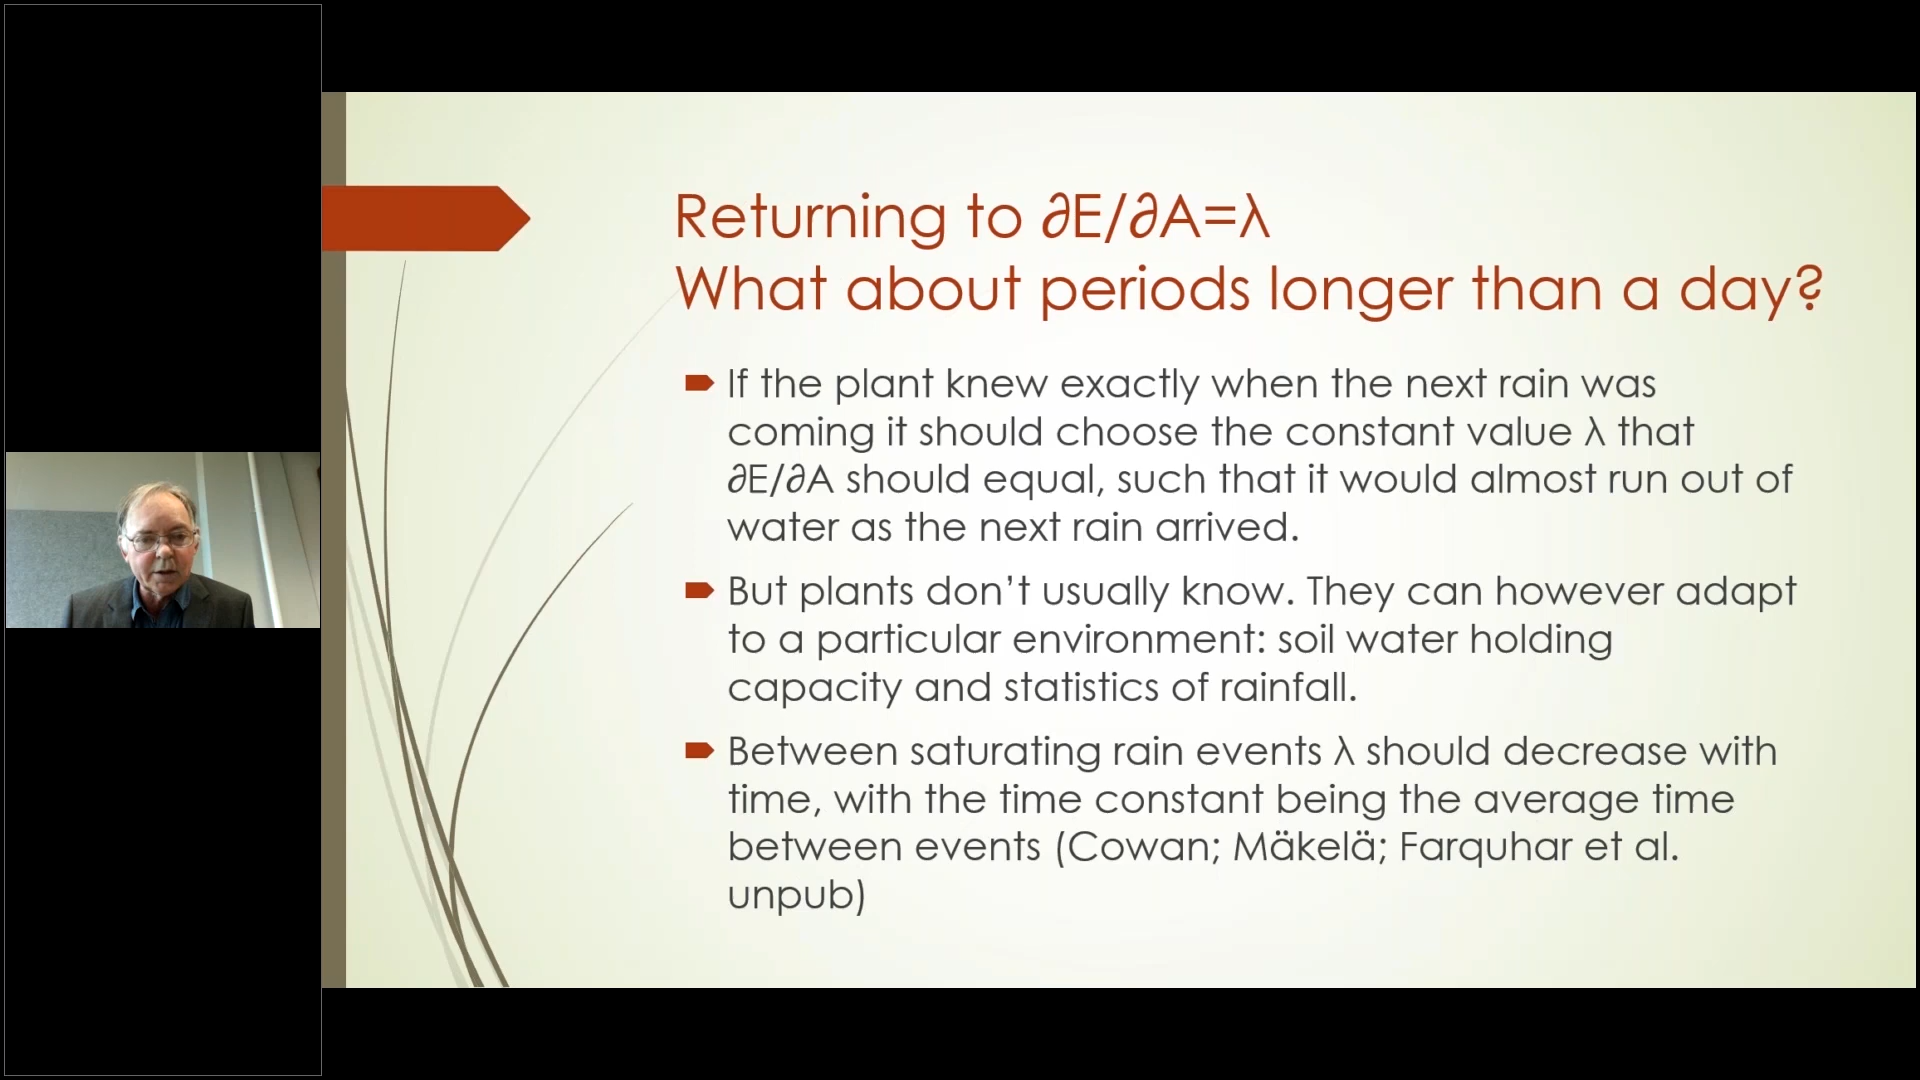 Returning to ∂E/∂A=λ
What about periods longer than a day?
If the plant knew exactly when the next rain was
coming it should choose the constant value λ that
∂E/∂A should equal, such that it would almost run out of
water as the next rain arrived.
But plants don’t usually know. They can however adapt
to a particular environment: soil water holding
capacity and statistics of rainfall.
Between saturating rain events λ should decrease with
time, with the time constant being the average time
between events (Cowan; Mäkelä; Farquhar et al.
unpub)